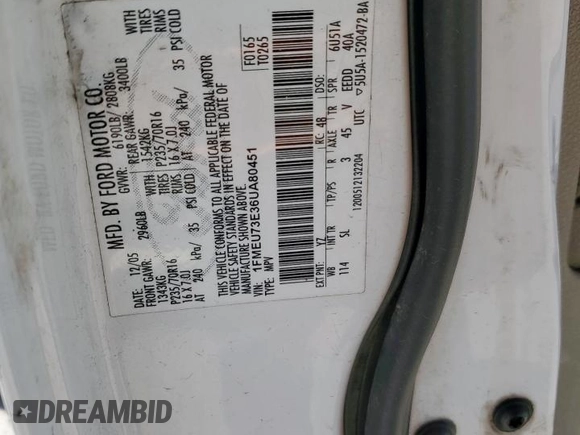 MFD. BY FORD MOTOR CO.
12/05 GVWR: 6190LB/ 2808KG
FRONT GAWR: 2960LB REAR GAWR: 3400LB
1343KG WITH 1542KG WITH
P235/70R16 TIRES P235/70R16 TIRES
16 X 7.0J RIMS 16 X 7.0J RIMS
AT 240 kPa/ 35 PSI COLD AT 240 kPa/ 35 PSI COLD
THIS VEHICLE CONFORMS TO ALL APPLICABLE FEDERAL MOTOR
VEHICLE SAFETY STANDARDS IN EFFECT ON THE DATE OF
MANUFACTURE SHOWN ABOVE.
VIN: 1FMEU73E36UA80451 F0165
TYPE: MPV T0265
EXT PNT: YZ RC: 48 DSO:
WB INT TR TP/PS R AXLE TR SPR 6U51A
114 SL 3 45 V EEDD 40A
1200512132204 5U5A-1520472-BA
DREAMBID